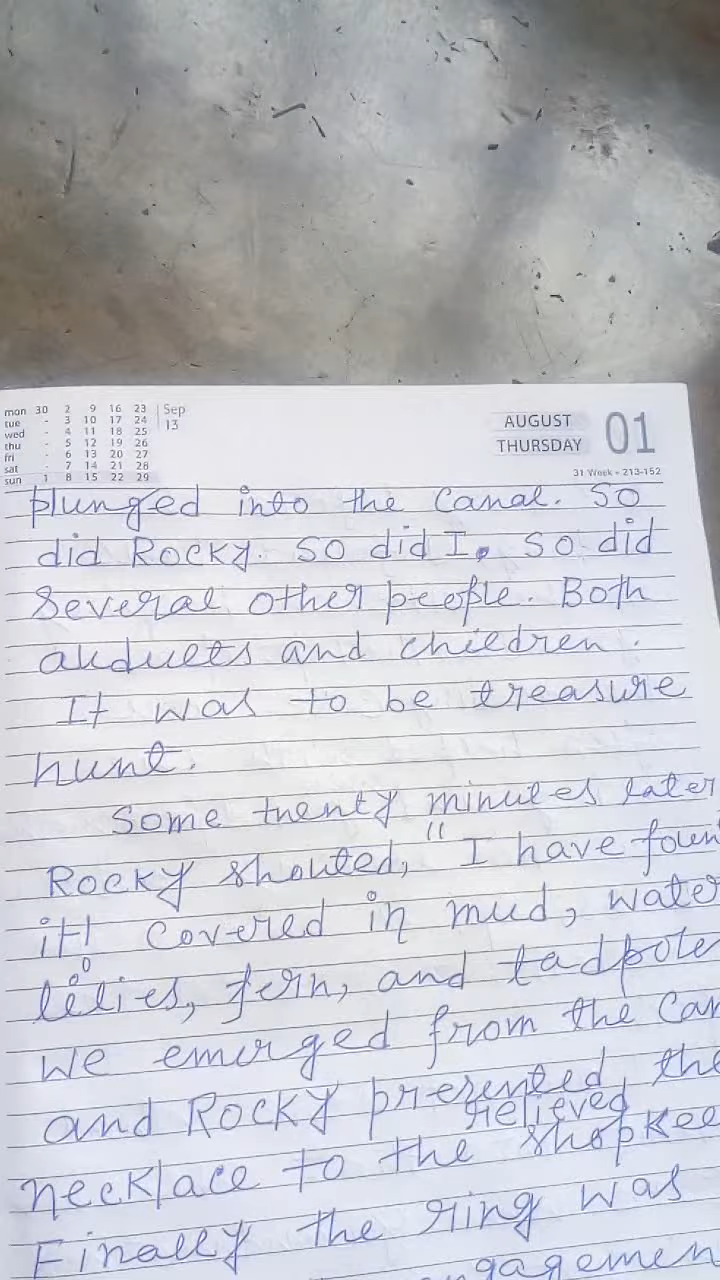 mon 30 2 9 16 23 Sep
tue - 3 10 17 24 13
wed - 4 11 18 25
thu - 5 12 19 26
fri - 6 13 20 27
sat - 7 14 21 28
sun 1 8 15 22 29
AUGUST 01
THURSDAY
31 Week • 213-152
plunged into the Canal. So
did Rocky. So did I. So did
Several other people. Both
auduets and children.
It was to be treasure
hunt.
Some twenty minutes later
Rocky shouted, "I have foun
it! Covered in mud, water
lilies, fern, and tadpole
we emerged from the Can
and Rocky presented the
relieved
necklace to the shopkee
Finally the ring was
ngagemen